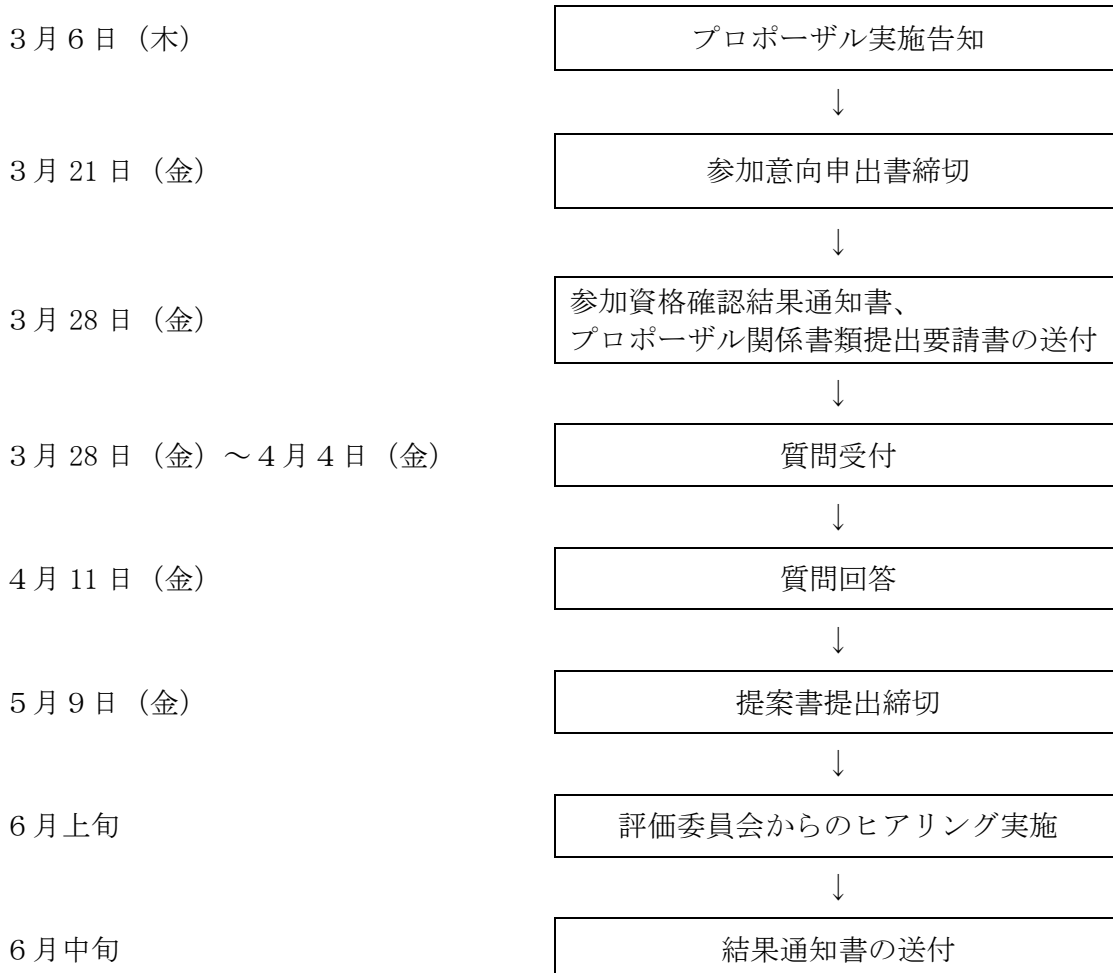 3月6日（木）
プロポーザル実施告知
↓
3月21日（金）
参加意向申出書締切
↓
3月28日（金）
参加資格確認結果通知書、
プロポーザル関係書類提出要請書の送付
↓
3月28日（金）～4月4日（金）
質問受付
↓
4月11日（金）
質問回答
↓
5月9日（金）
提案書提出締切
↓
6月上旬
評価委員会からのヒアリング実施
↓
6月中旬
結果通知書の送付